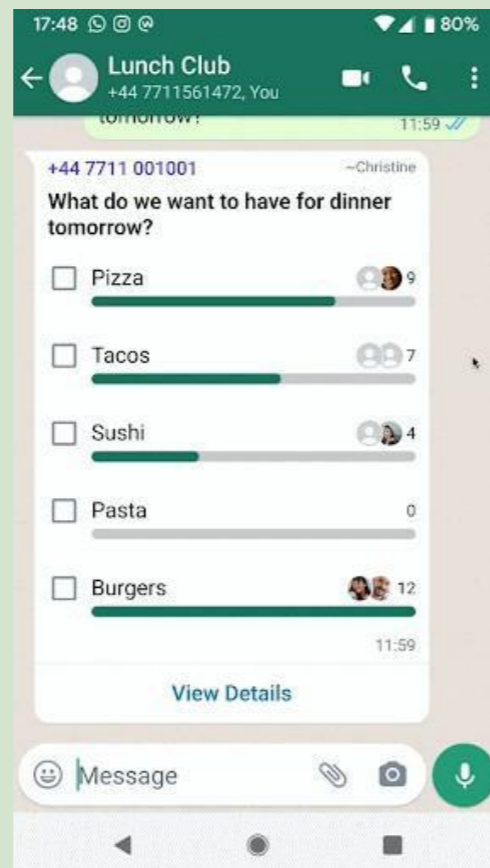 17:48 80%
Lunch Club
+44 7711561472, You
tomorrow?
11:59
+44 7711 001001 ~Christine
What do we want to have for dinner
tomorrow?
Pizza 9
Tacos 7
Sushi 4
Pasta 0
Burgers 12
11:59
View Details
Message